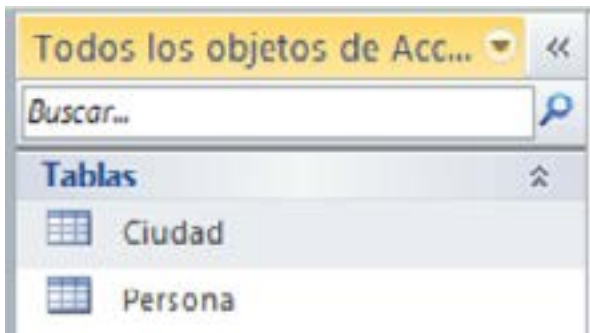 Todos los objetos de Acc...
Buscar...
Tablas
Ciudad
Persona